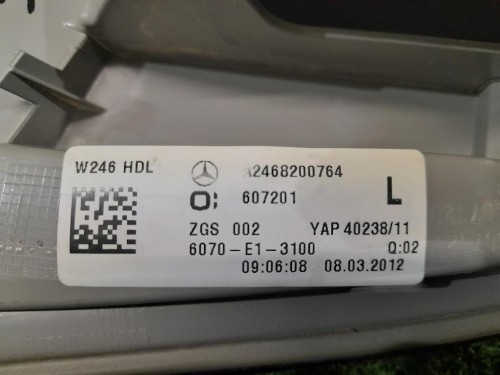 W246 HDL A2468200764
O: 607201 L
ZGS 002 YAP 40238/11
6070-E1-3100 Q:02
09:06:08 08.03.2012